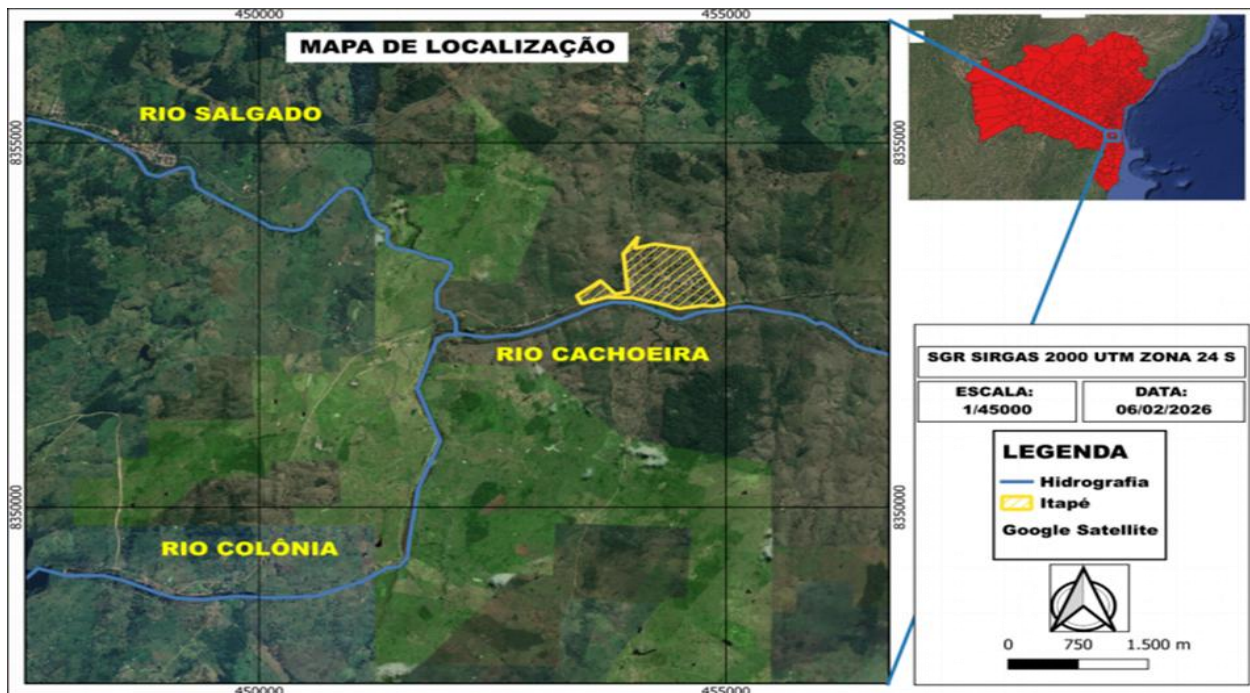 450000
455000
MAPA DE LOCALIZAÇÃO
RIO SALGADO
8355000
8355000
RIO CACHOEIRA
SGR SIRGAS 2000 UTM ZONA 24 S
ESCALA:
1/45000
DATA:
06/02/2026
LEGENDA
Hidrografia
Itapé
Google Satellite
8350000
8350000
RIO COLÔNIA
0 750 1.500 m
450000
455000